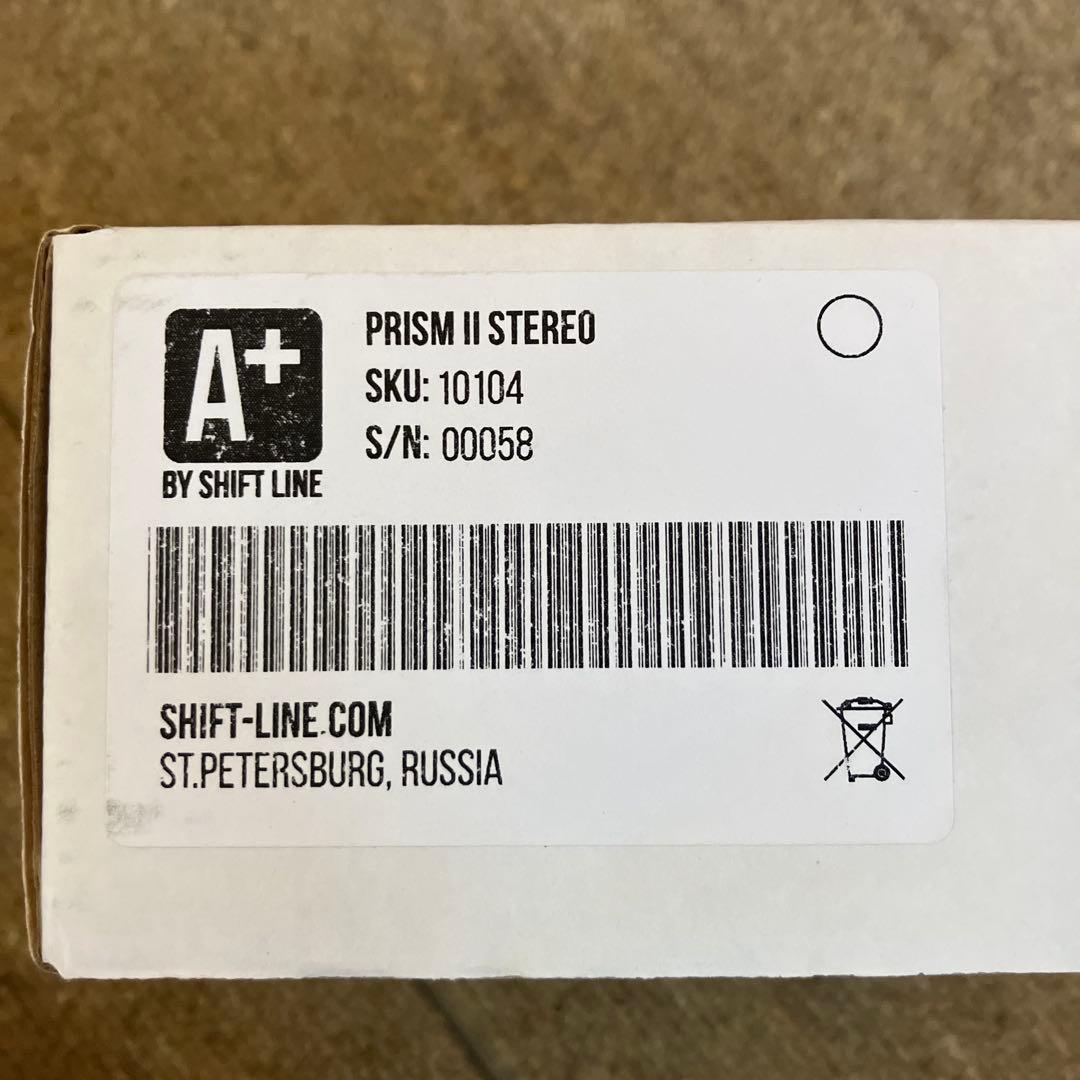 A+
BY SHIFT LINE
PRISM II STEREO
SKU: 10104
S/N: 00058
SHIFT-LINE.COM
ST.PETERSBURG, RUSSIA